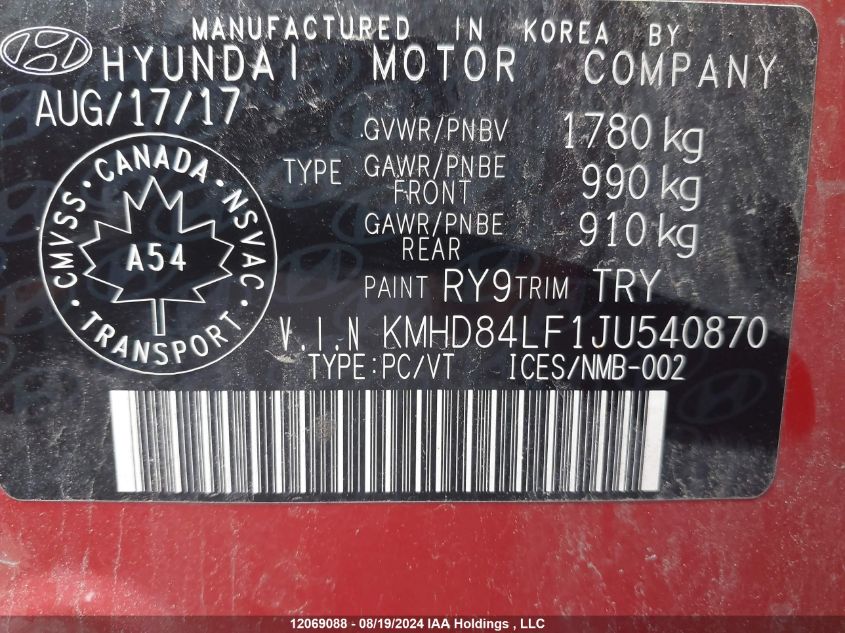 MANUFACTURED IN KOREA BY
HYUNDAI MOTOR COMPANY
AUG/17/17
GVWR/PNBV 1780 kg
TYPE GAWR/PNBE FRONT 990 kg
GAWR/PNBE REAR 910 kg
CMVSS · CANADA · NSVAC · TRANSPORT ·
A54
PAINT RY9 TRIM TRY
V.I.N KMHD84LF1JU540870
TYPE:PC/VT ICES/NMB-002
12069088 - 08/19/2024 IAA Holdings , LLC